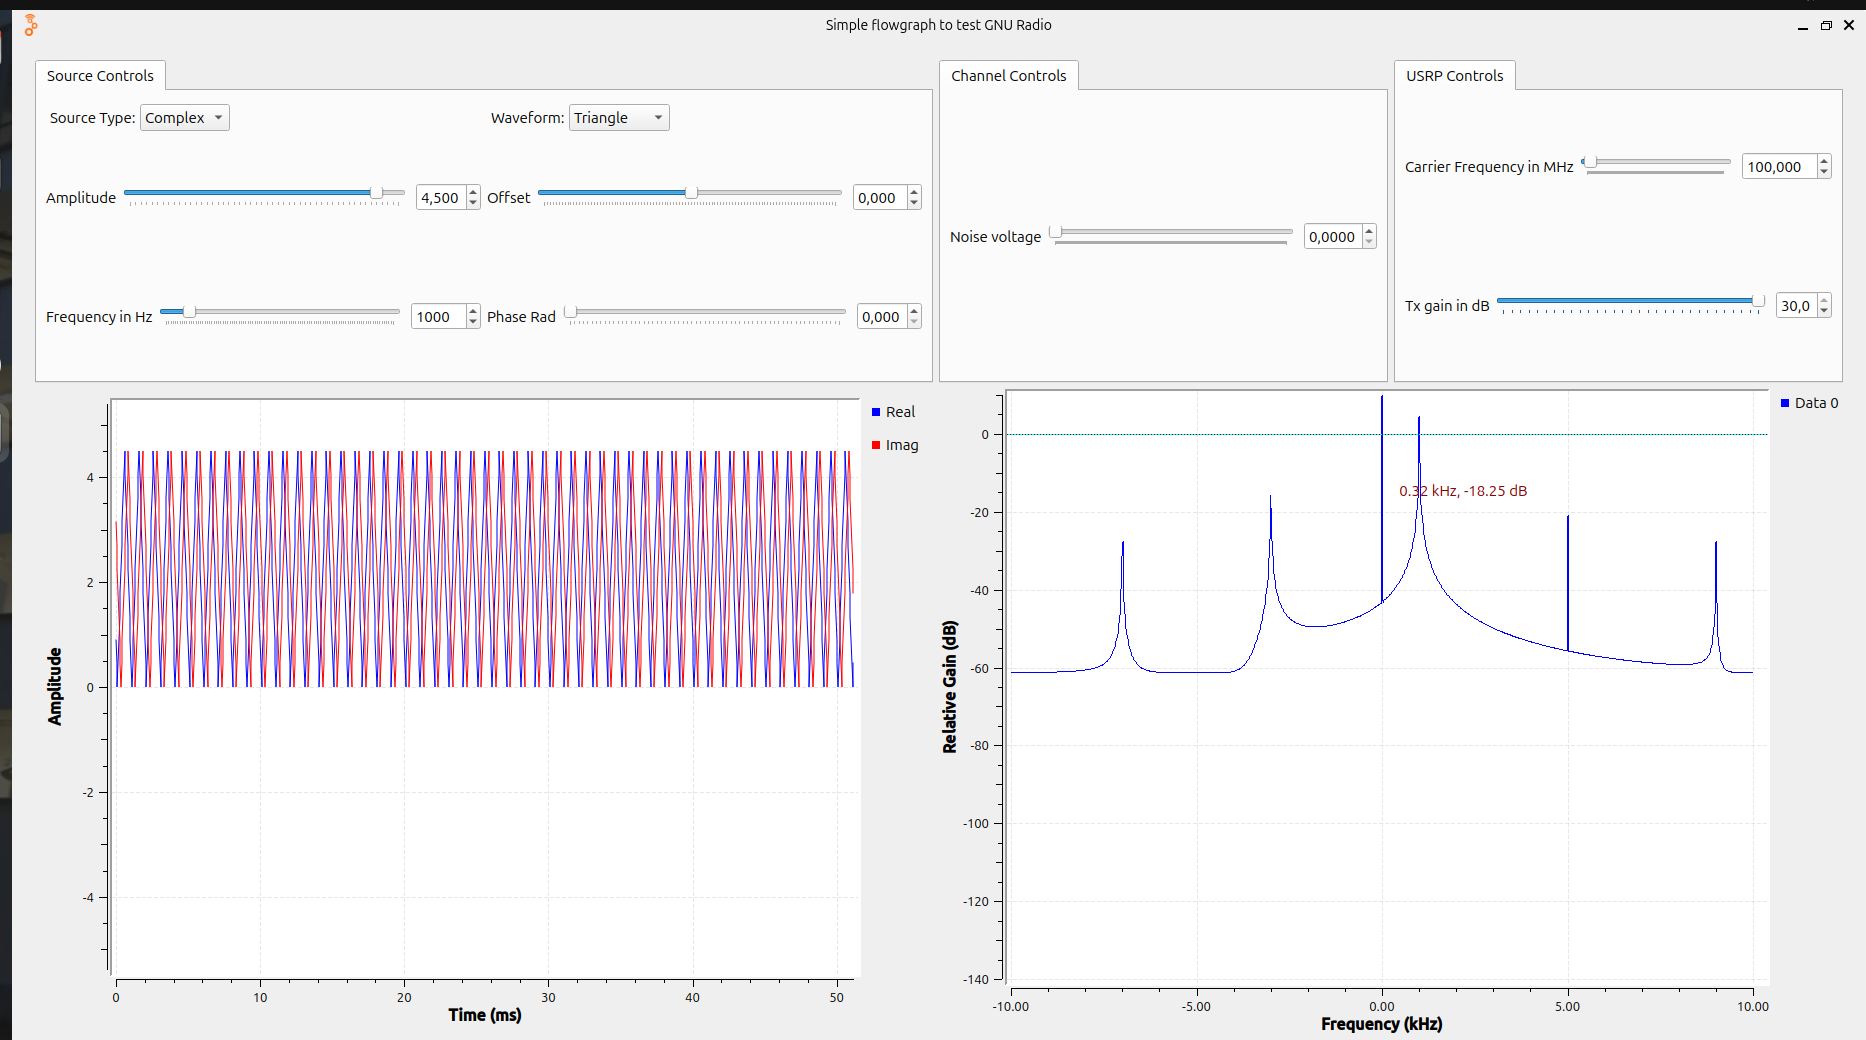 Simple flowgraph to test GNU Radio
Source Controls
Channel Controls
USRP Controls
Source Type: Complex
Waveform: Triangle
Carrier Frequency in MHz 100,000
Amplitude 4,500
Offset 0,000
Noise voltage 0,0000
Tx gain in dB 30,0
Frequency in Hz 1000
Phase Rad 0,000
Real
Imag
4
2
0
-2
-4
Amplitude
0 10 20 30 40 50
Time (ms)
Data 0
0.32 kHz, -18.25 dB
0
-20
-40
-60
-80
-100
-120
-140
Relative Gain (dB)
-10.00 -5.00 0.00 5.00 10.00
Frequency (kHz)